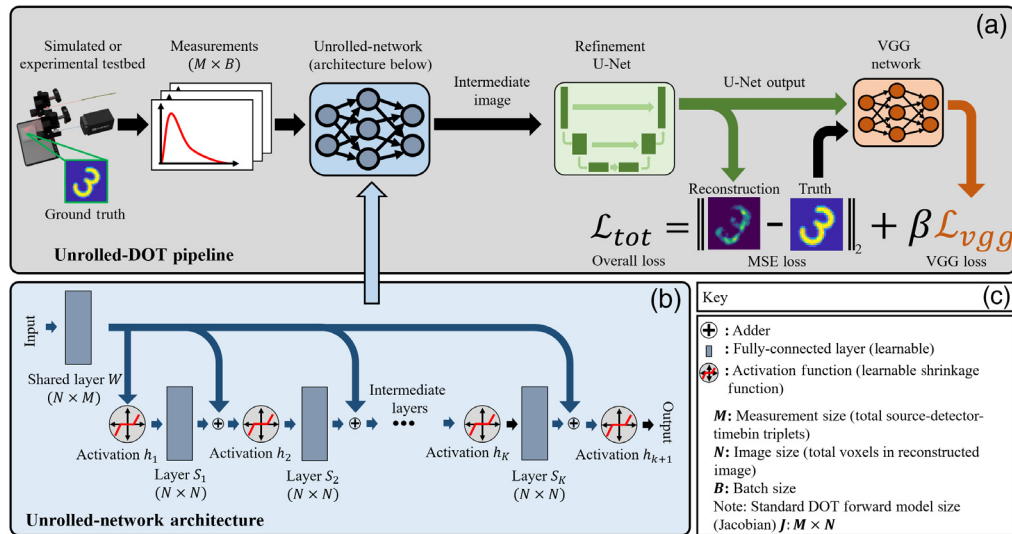 (a)
Simulated or
experimental testbed
Ground truth
Measurements
(M × B)
Unrolled-network
(architecture below)
Intermediate
image
Refinement
U-Net
U-Net output
VGG
network
Reconstruction
Truth
ℒtot = ‖ − ‖₂ + βℒvgg
Overall loss
MSE loss
VGG loss
Unrolled-DOT pipeline
(b)
Input
Shared layer W
(N × M)
Activation h₁
Layer S₁
(N × N)
Activation h₂
Layer S₂
(N × N)
Intermediate
layers
•••
Activation h_K
Layer S_K
(N × N)
Activation h_{k+1}
Output
Unrolled-network architecture
(c)
Key
: Adder
: Fully-connected layer (learnable)
: Activation function (learnable shrinkage
function)
M: Measurement size (total source-detector-
timebin triplets)
N: Image size (total voxels in reconstructed
image)
B: Batch size
Note: Standard DOT forward model size
(Jacobian) J: M × N